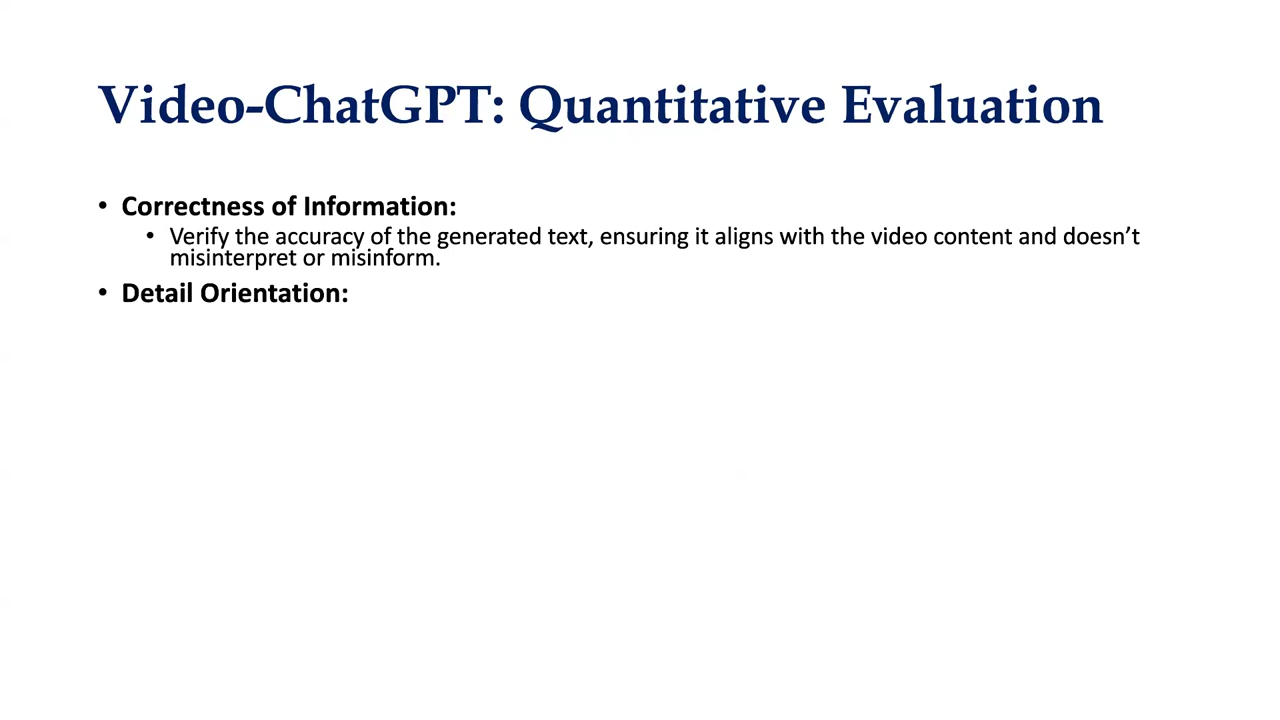 Video-ChatGPT: Quantitative Evaluation
• Correctness of Information:
• Verify the accuracy of the generated text, ensuring it aligns with the video content and doesn’t
misinterpret or misinform.
• Detail Orientation: